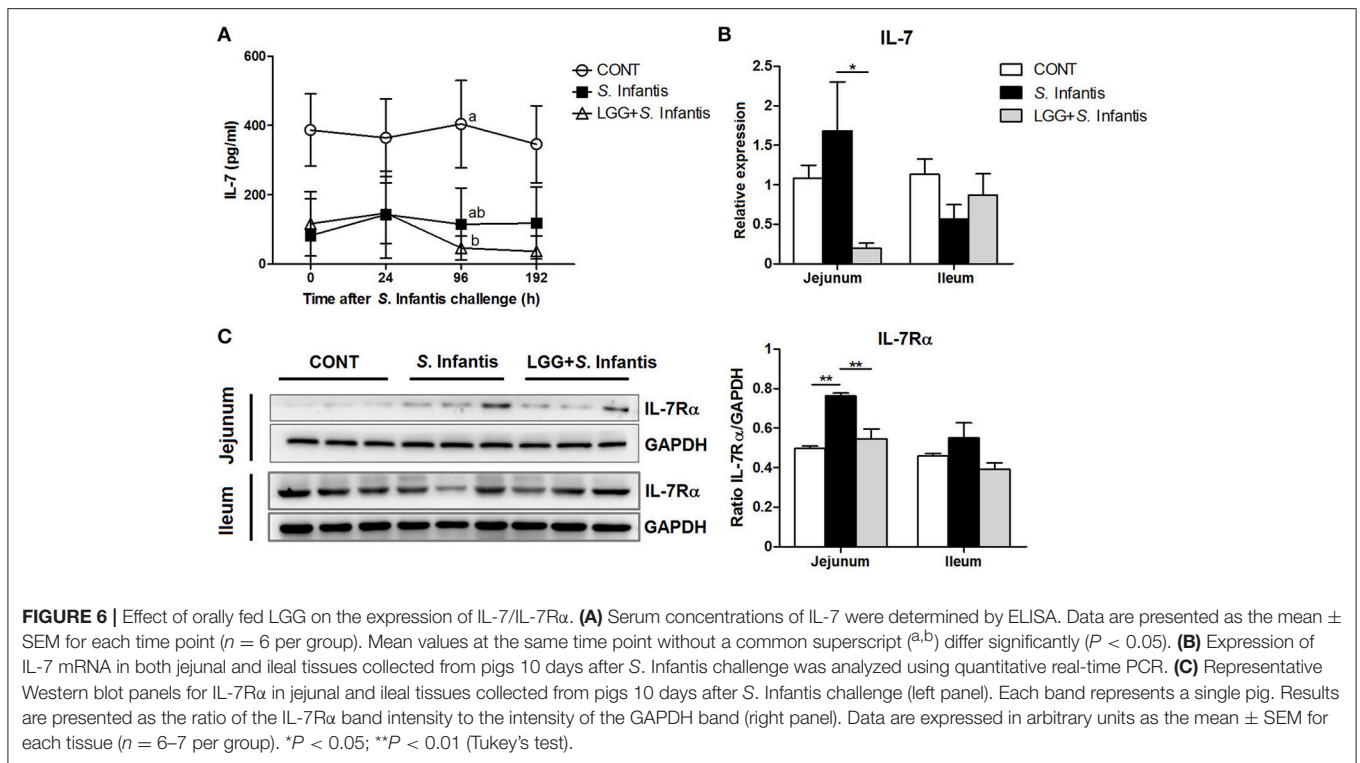 A
600
400
200
0
IL-7 (pg/ml)
a
ab
b
0 24 96 192
Time after S. Infantis challenge (h)
CONT
S. Infantis
LGG+S. Infantis
B
IL-7
2.5
2
1.5
1
0.5
0
Relative expression
*
Jejunum Ileum
CONT
S. Infantis
LGG+S. Infantis
C
CONT S. Infantis LGG+S. Infantis
Jejunum
IL-7Rα
GAPDH
Ileum
IL-7Rα
GAPDH
IL-7Rα
1
0.8
0.6
0.4
0.2
0
Ratio IL-7Rα/GAPDH
** **
Jejunum Ileum
FIGURE 6 | Effect of orally fed LGG on the expression of IL-7/IL-7Rα. (A) Serum concentrations of IL-7 were determined by ELISA. Data are presented as the mean ±
SEM for each time point (n = 6 per group). Mean values at the same time point without a common superscript (a,b) differ significantly (P < 0.05). (B) Expression of
IL-7 mRNA in both jejunal and ileal tissues collected from pigs 10 days after S. Infantis challenge was analyzed using quantitative real-time PCR. (C) Representative
Western blot panels for IL-7Rα in jejunal and ileal tissues collected from pigs 10 days after S. Infantis challenge (left panel). Each band represents a single pig. Results
are presented as the ratio of the IL-7Rα band intensity to the intensity of the GAPDH band (right panel). Data are expressed in arbitrary units as the mean ± SEM for
each tissue (n = 6–7 per group). *P < 0.05; **P < 0.01 (Tukey's test).